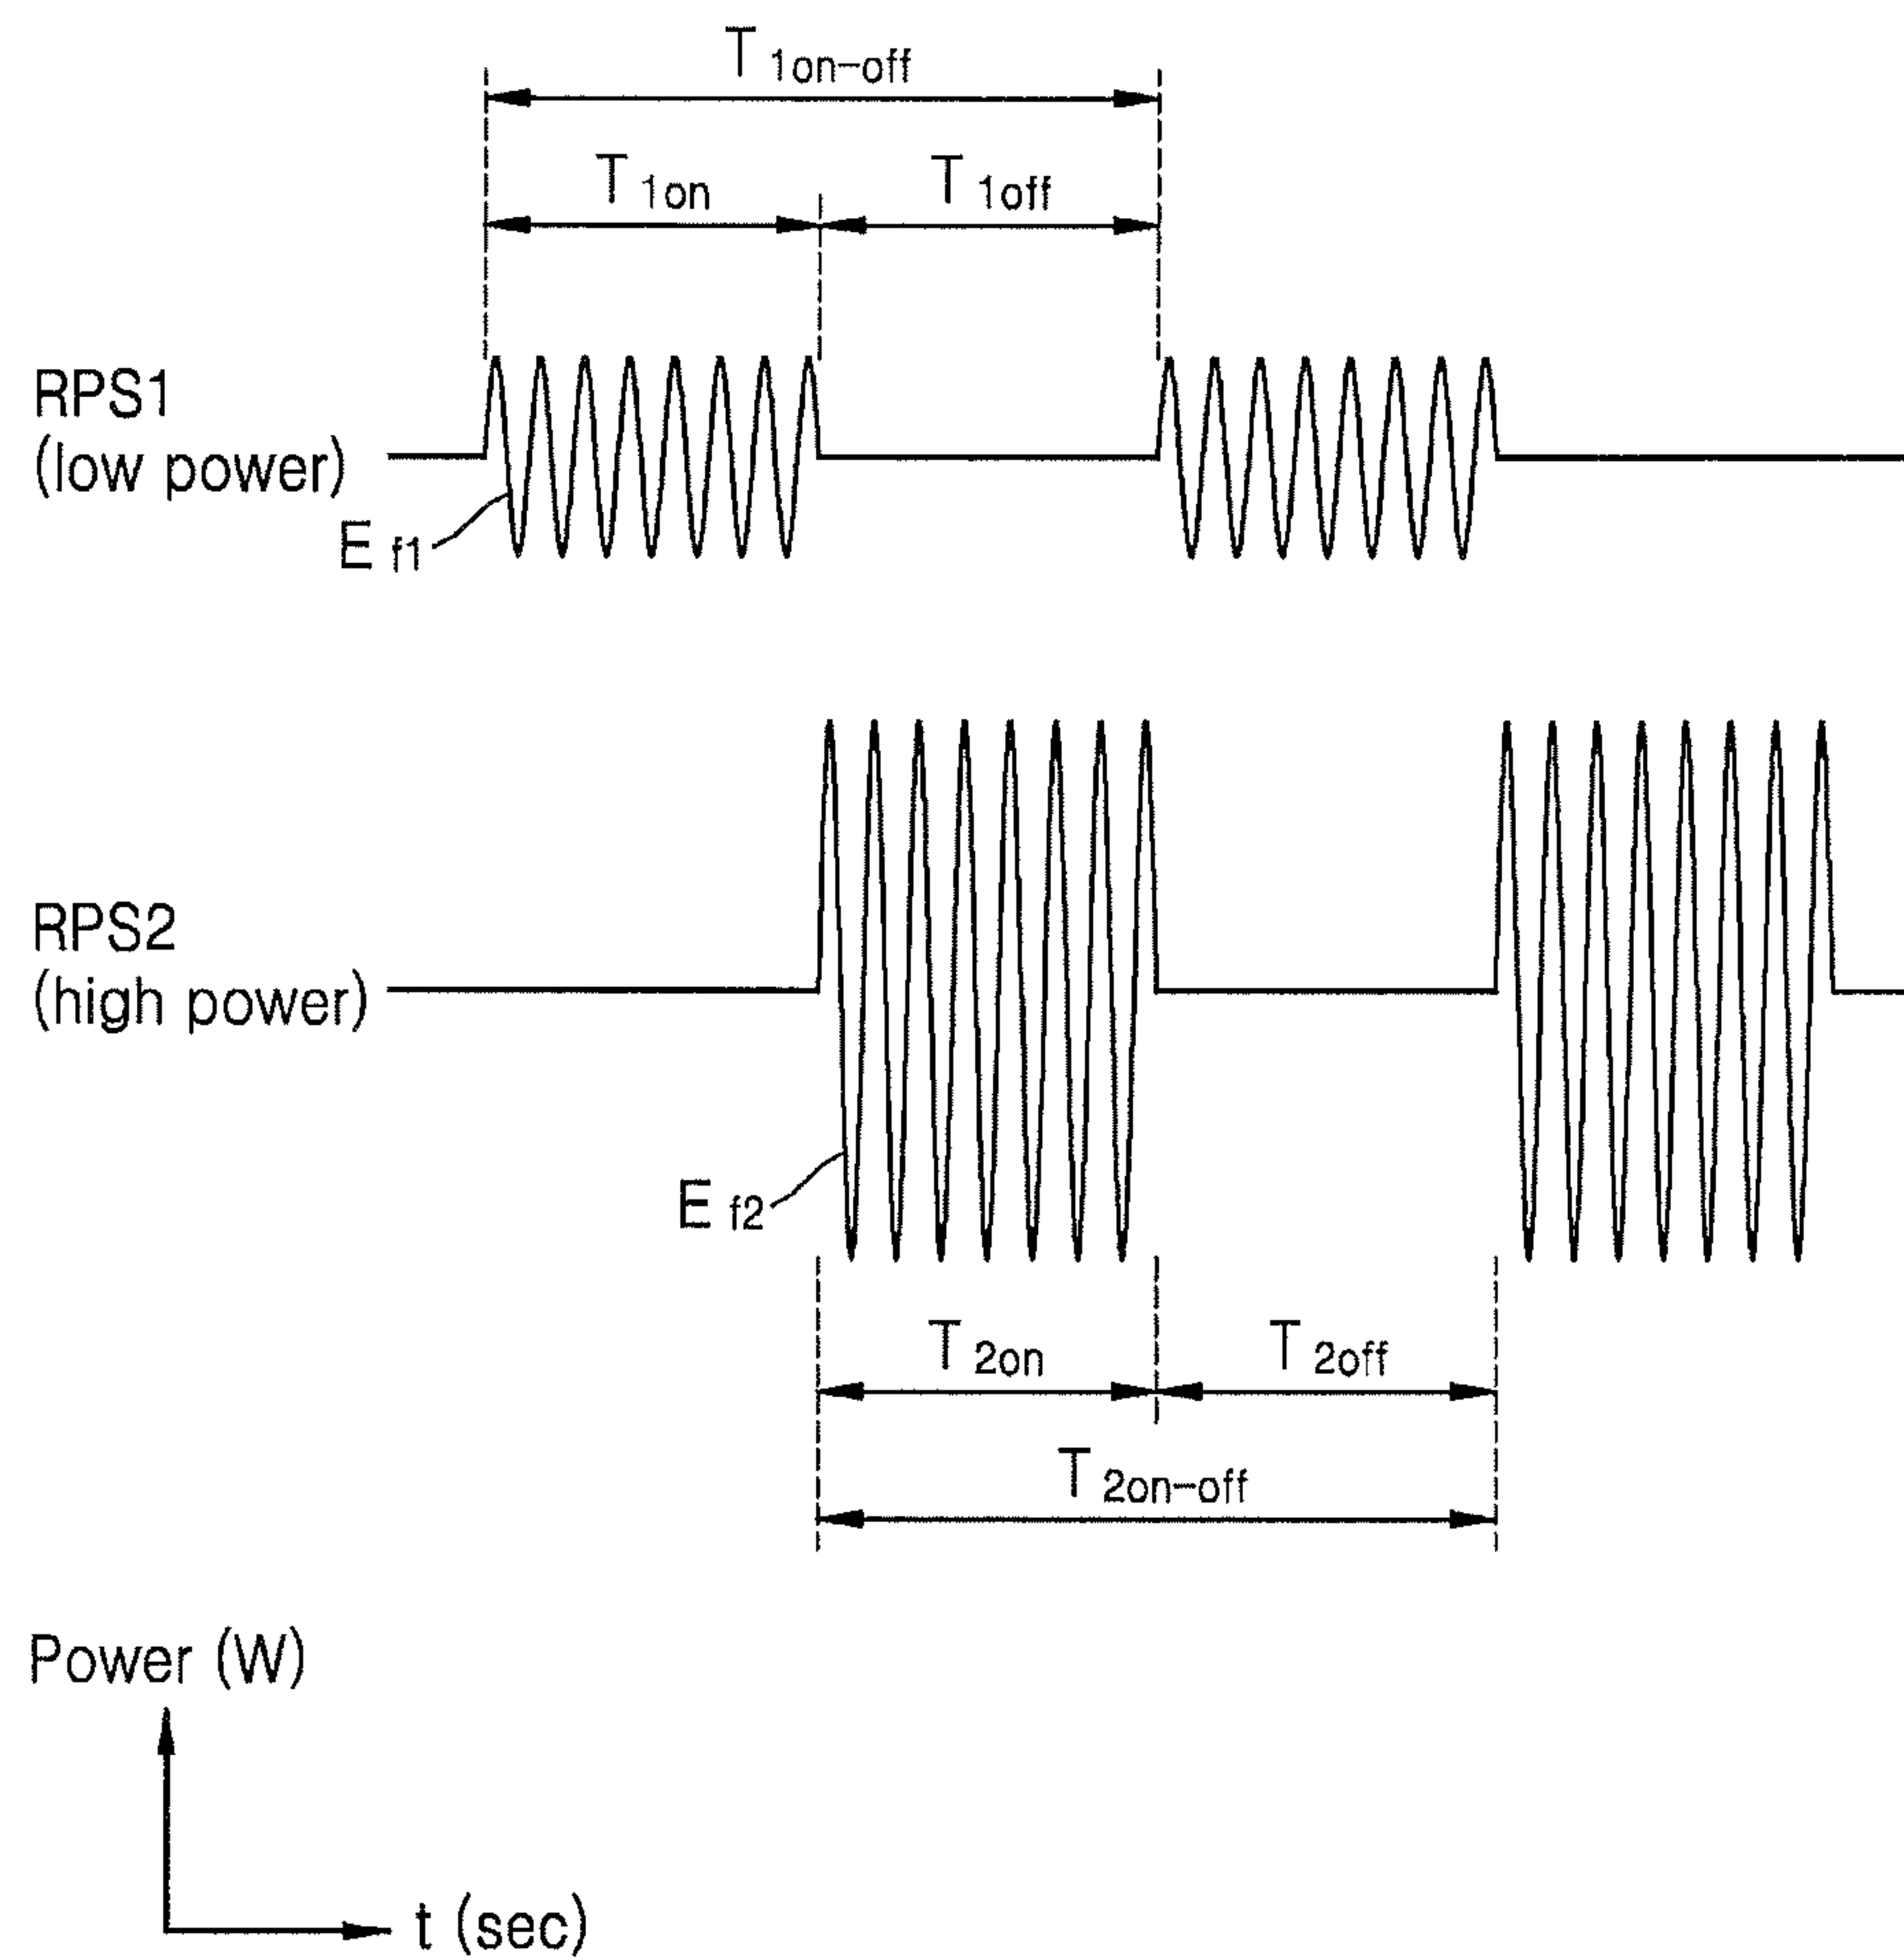 T 1on-off
T 1on
T 1off
RPS1
(low power)
E f1
RPS2
(high power)
E f2
T 2on
T 2off
T 2on-off
Power (W)
t (sec)